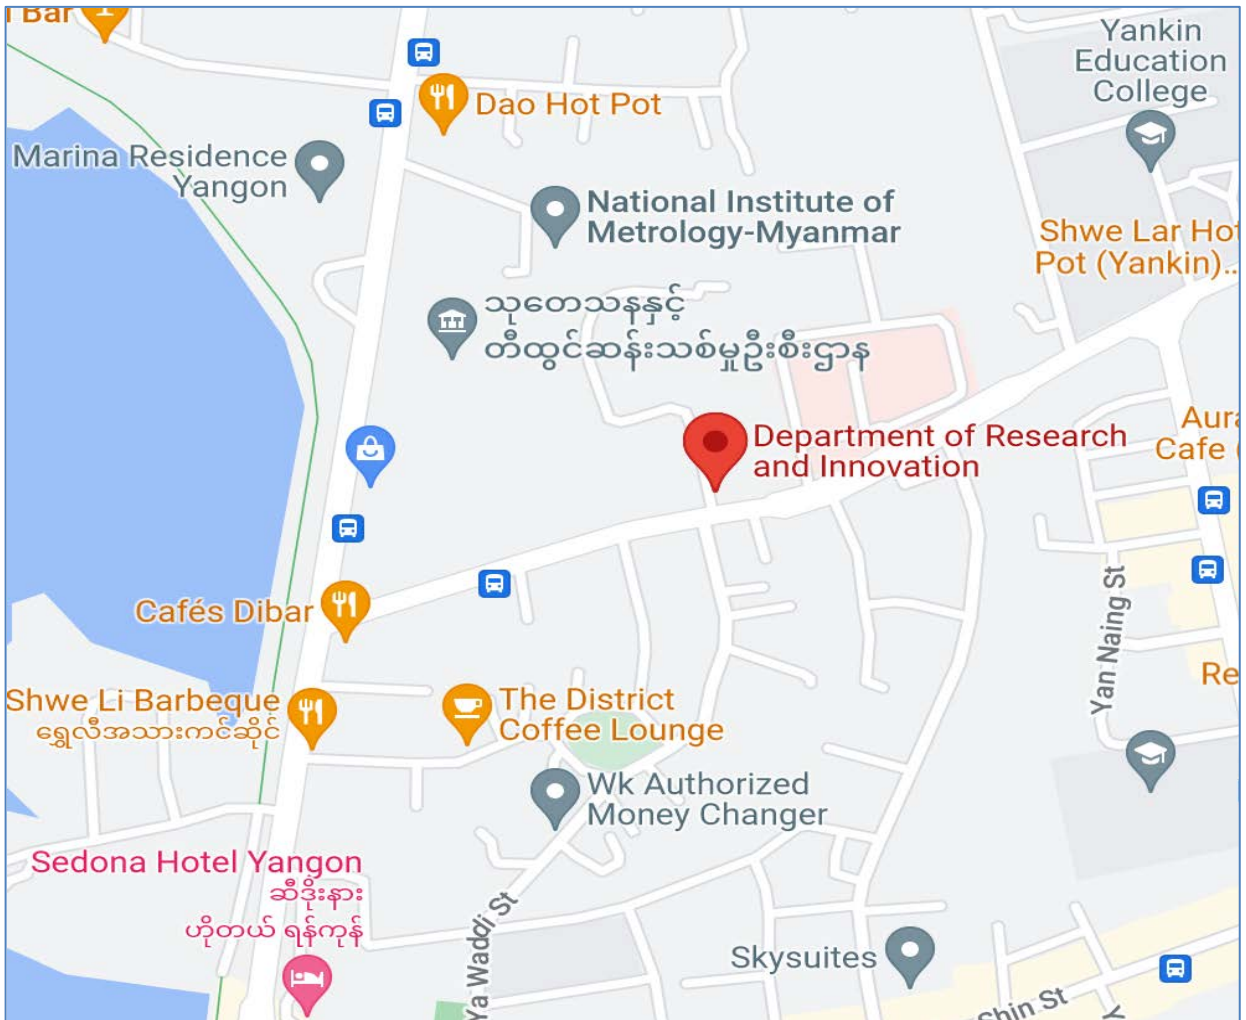 Bar
Yankin
Education
College
Dao Hot Pot
Marina Residence
Yangon
National Institute of
Metrology-Myanmar
Shwe Lar Hot
Pot (Yankin)...
သုတေသနနှင့်
တီထွင်ဆန်းသစ်မှုဦးစီးဌာန
Department of Research
and Innovation
Aura
Cafe (
Cafés Dibar
Yan Naing St
Shwe Li Barbeque
ရွှေလီအသားကင်ဆိုင်
The District
Coffee Lounge
Re
Wk Authorized
Money Changer
Sedona Hotel Yangon
ဆီဒိုးနား
ဟိုတယ် ရန်ကုန်
Ya Waddi St
Skysuites
Shin St
Y